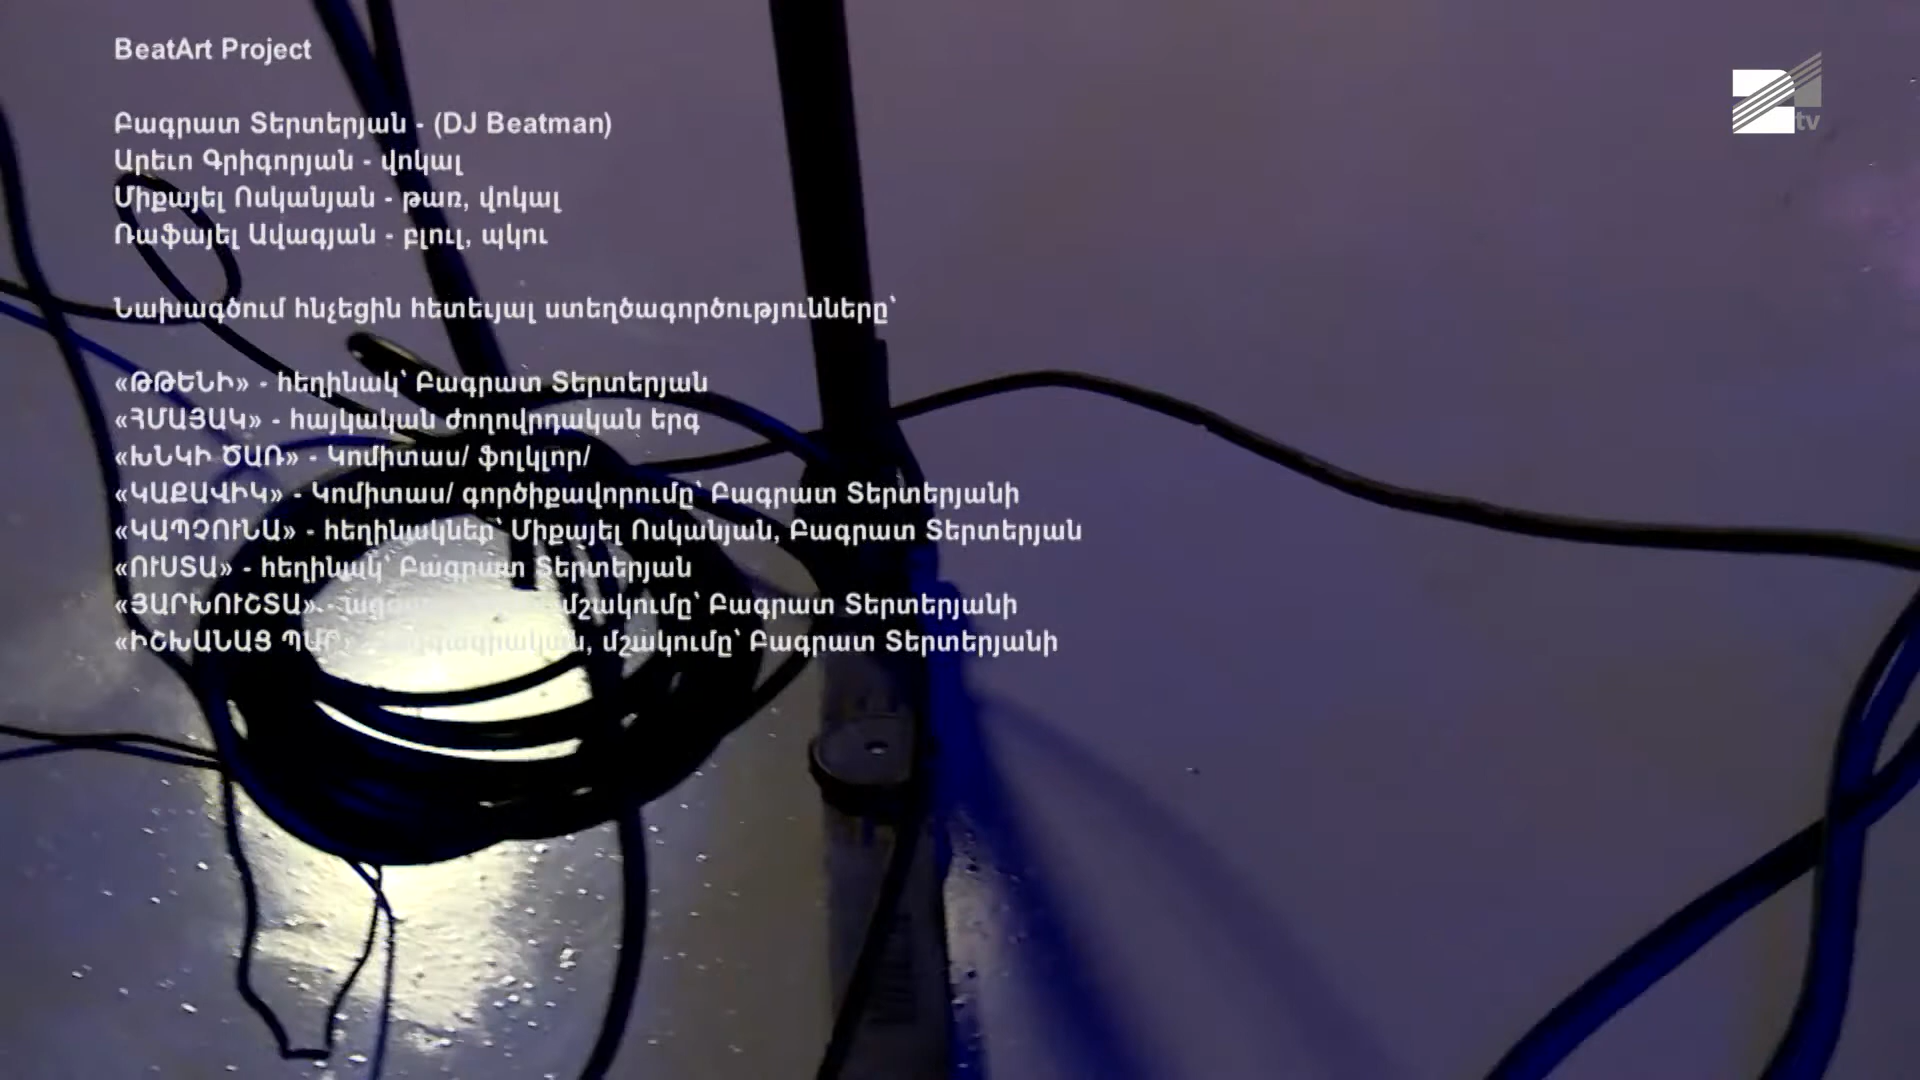 BeatArt Project
tv
Բագրատ Տերտերյան - (DJ Beatman)
Արեւո Գրիգորյան - վոկալ
Միքայել Ոսկանյան - թառ, վոկալ
Ռաֆայել Ավագյան - բլուլ, պկու
Նախագծում հնչեցին հետեւյալ ստեղծագործությունները՝
«ԹԹԵՆԻ» - հեղինակ՝ Բագրատ Տերտերյան
«ՀՄԱՅԱԿ» - հայկական ժողովրդական երգ
«ԽՆԿԻ ԾԱՌ» - Կոմիտաս/ ֆոլկլոր/
«ԿԱՔԱՎԻԿ» - Կոմիտաս/ գործիքավորումը՝ Բագրատ Տերտերյանի
«ԿԱՊՉՈՒՆԱ» - հեղինակներ՝ Միքայել Ոսկանյան, Բագրատ Տերտերյան
«ՈՒՍՏԱ» - հեղինակ՝ Բագրատ Տերտերյան
«ՅԱՐԽՈՒՇՏԱ» - մշակումը՝ Բագրատ Տերտերյանի
«ԻՇԽԱՆԱՑ ՊԱՐ» - մշակումը՝ Բագրատ Տերտերյանի